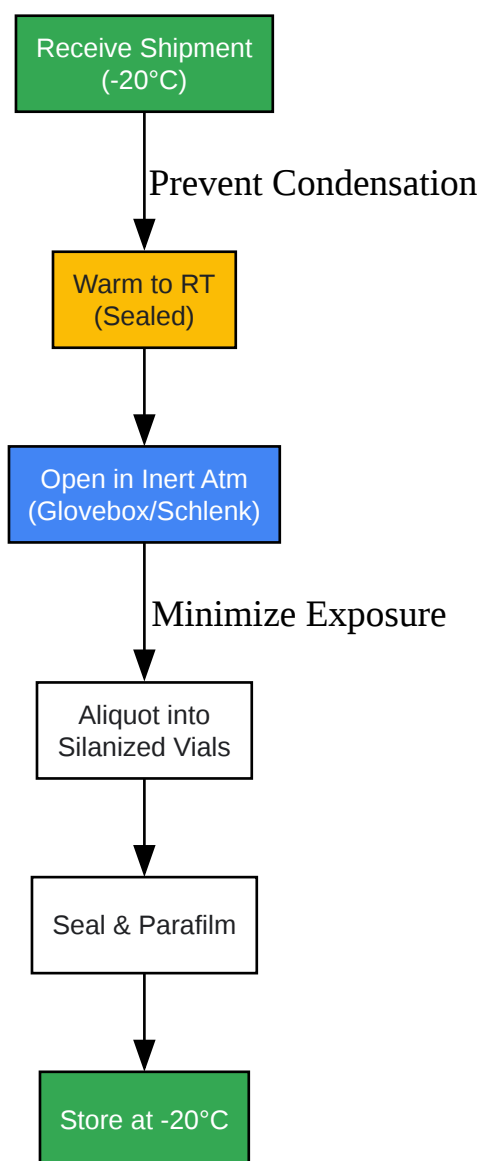 Receive Shipment
(-20°C)
Prevent Condensation
Warm to RT
(Sealed)
Open in Inert Atm
(Glovebox/Schlenk)
Minimize Exposure
Aliquot into
Silanized Vials
Seal & Parafilm
Store at -20°C